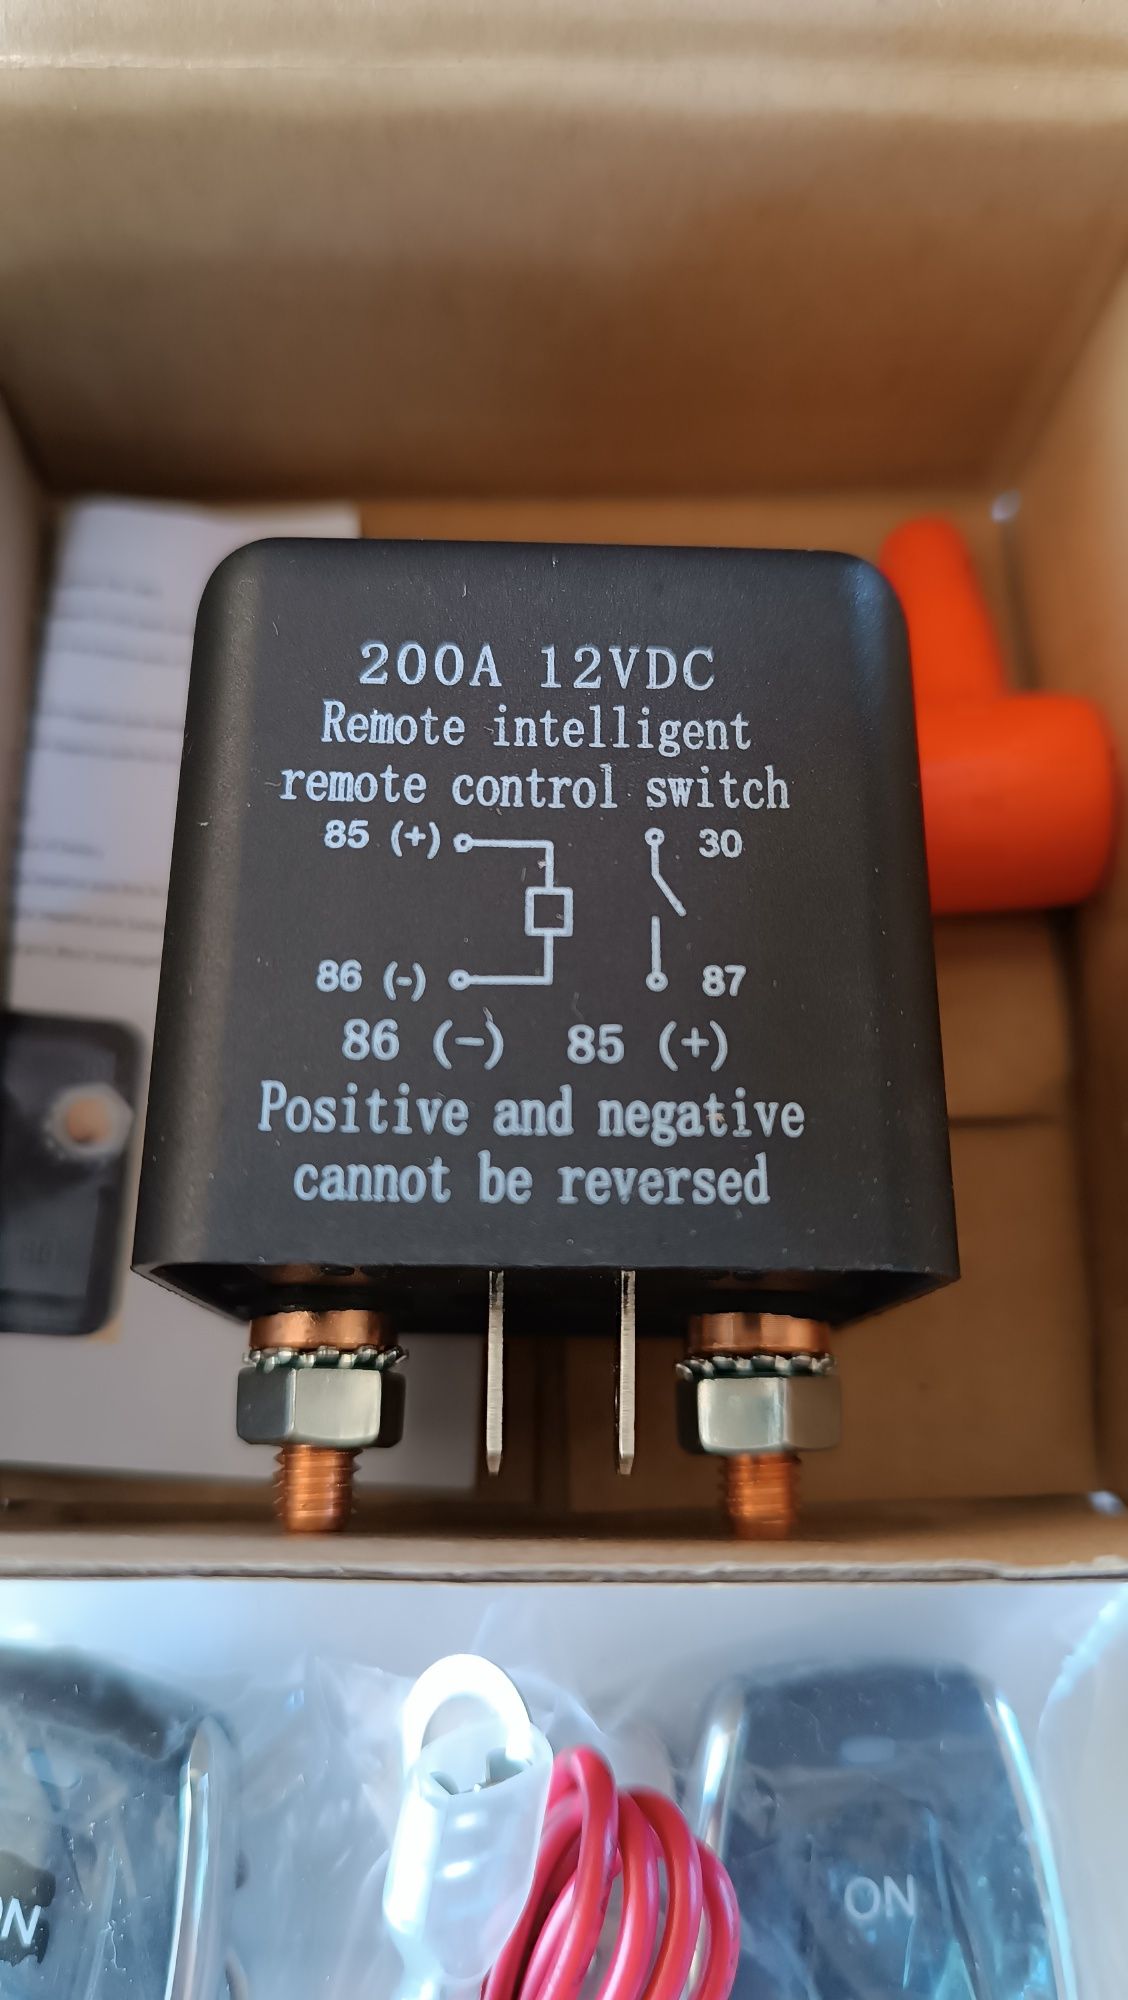 200A 12VDC
Remote intelligent
remote control switch
85 (+) 30
86 (-) 87
86 (-) 85 (+)
Positive and negative
cannot be reversed
ON
ON